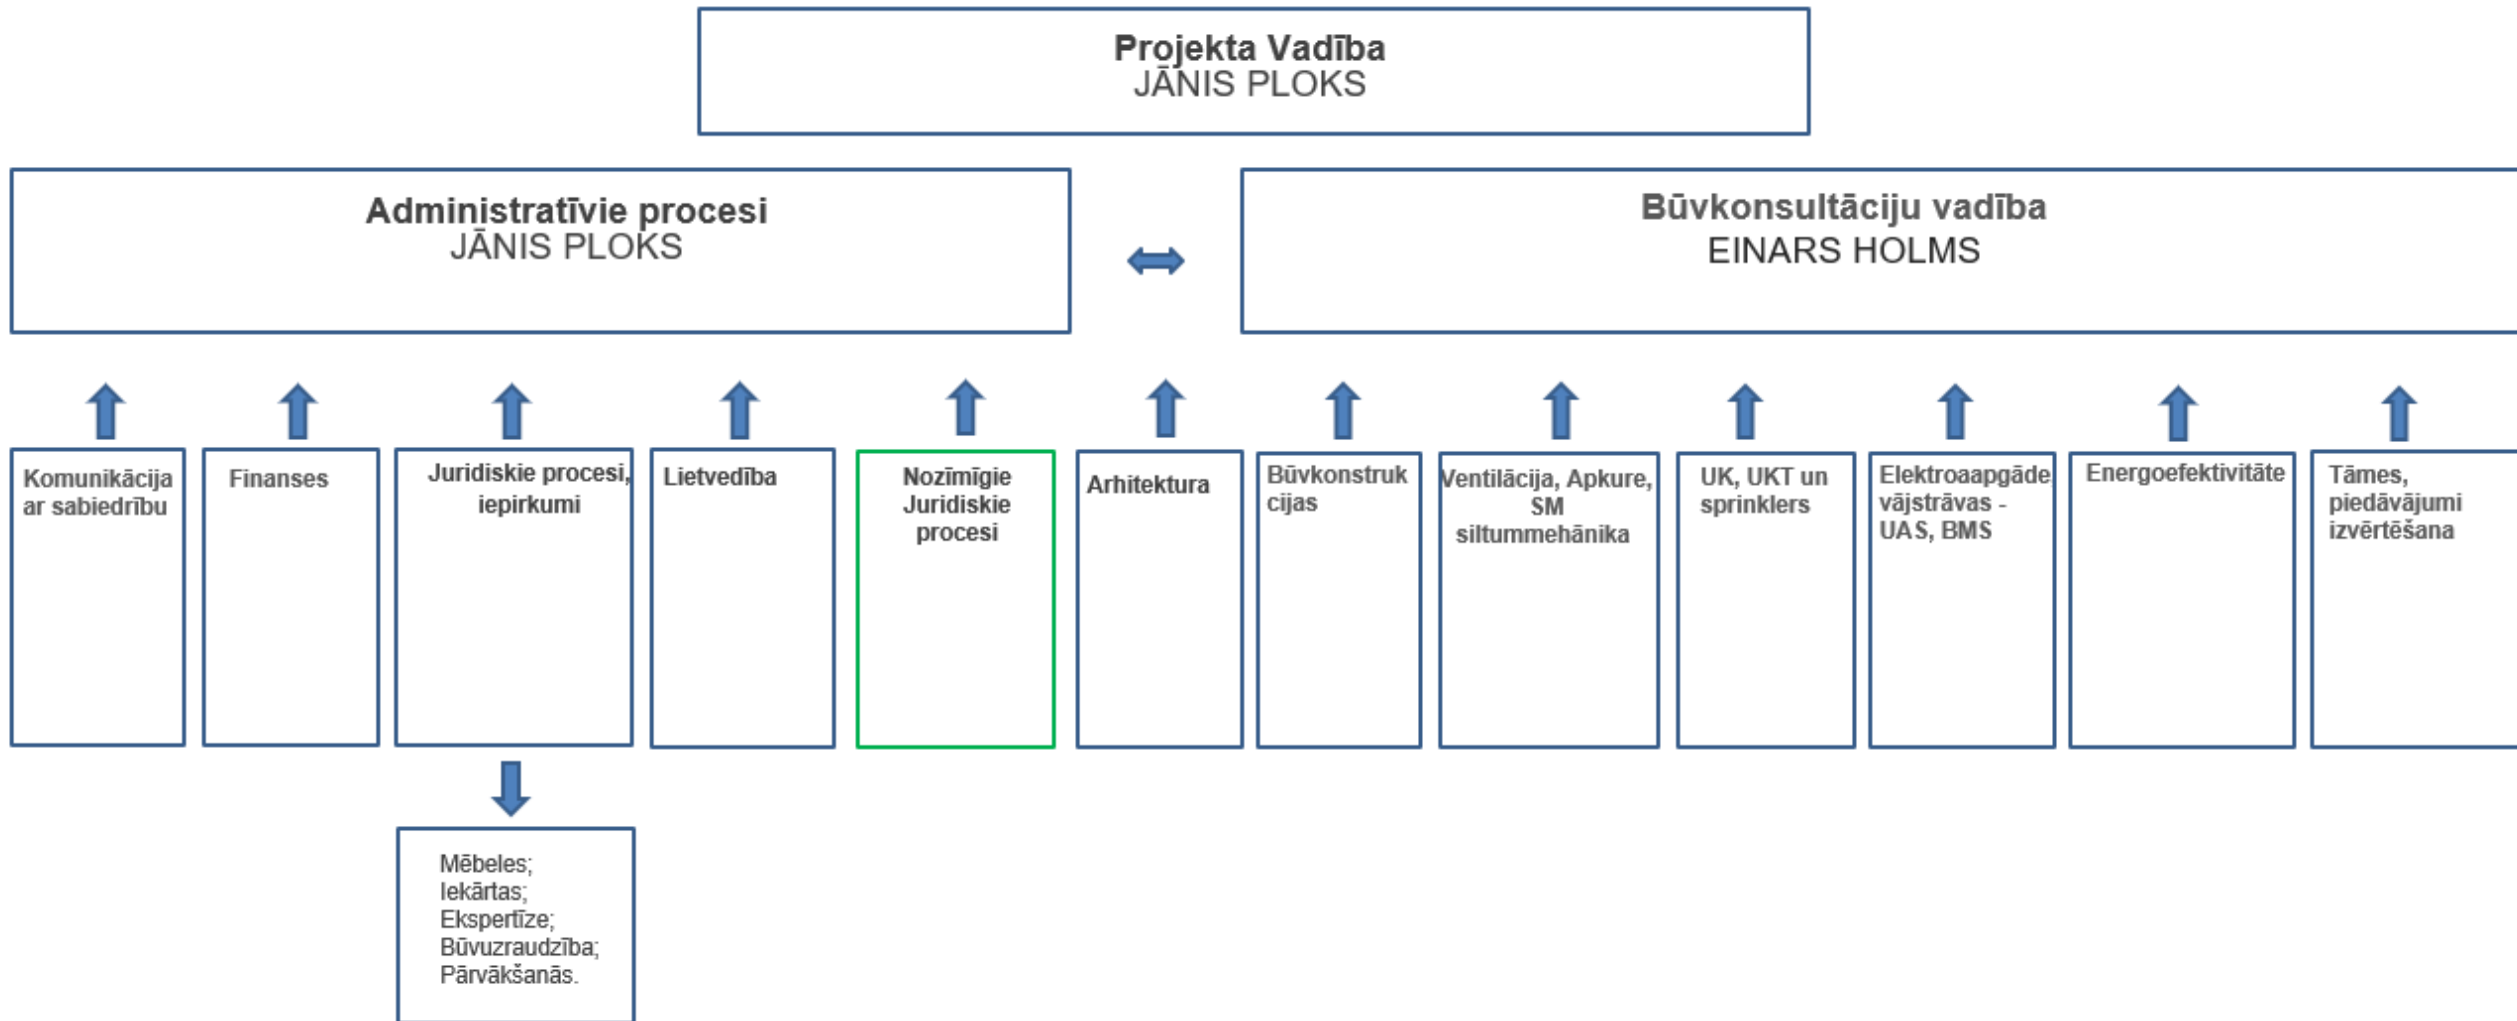 Projekta Vadība
JĀNIS PLOKS
Administratīvie procesi
JĀNIS PLOKS
Būvkonsultāciju vadība
EINARS HOLMS
Komunikācija
ar sabiedrību
Finanses
Juridiskie procesi,
iepirkumi
Lietvedība
Nozīmīgie
Juridiskie
procesi
Arhitektura
Būvkonstruk
cijas
Ventilācija, Apkure,
SM
siltummehānika
UK, UKT un
sprinklers
Elektroaapgāde,
vājstrāvas -
UAS, BMS
Energoefektivitāte
Tāmes,
piedāvājumi
izvērtēšana
Mēbeles;
Iekārtas;
Ekspertīze;
Būvuzraudzība;
Pārvākšanās.